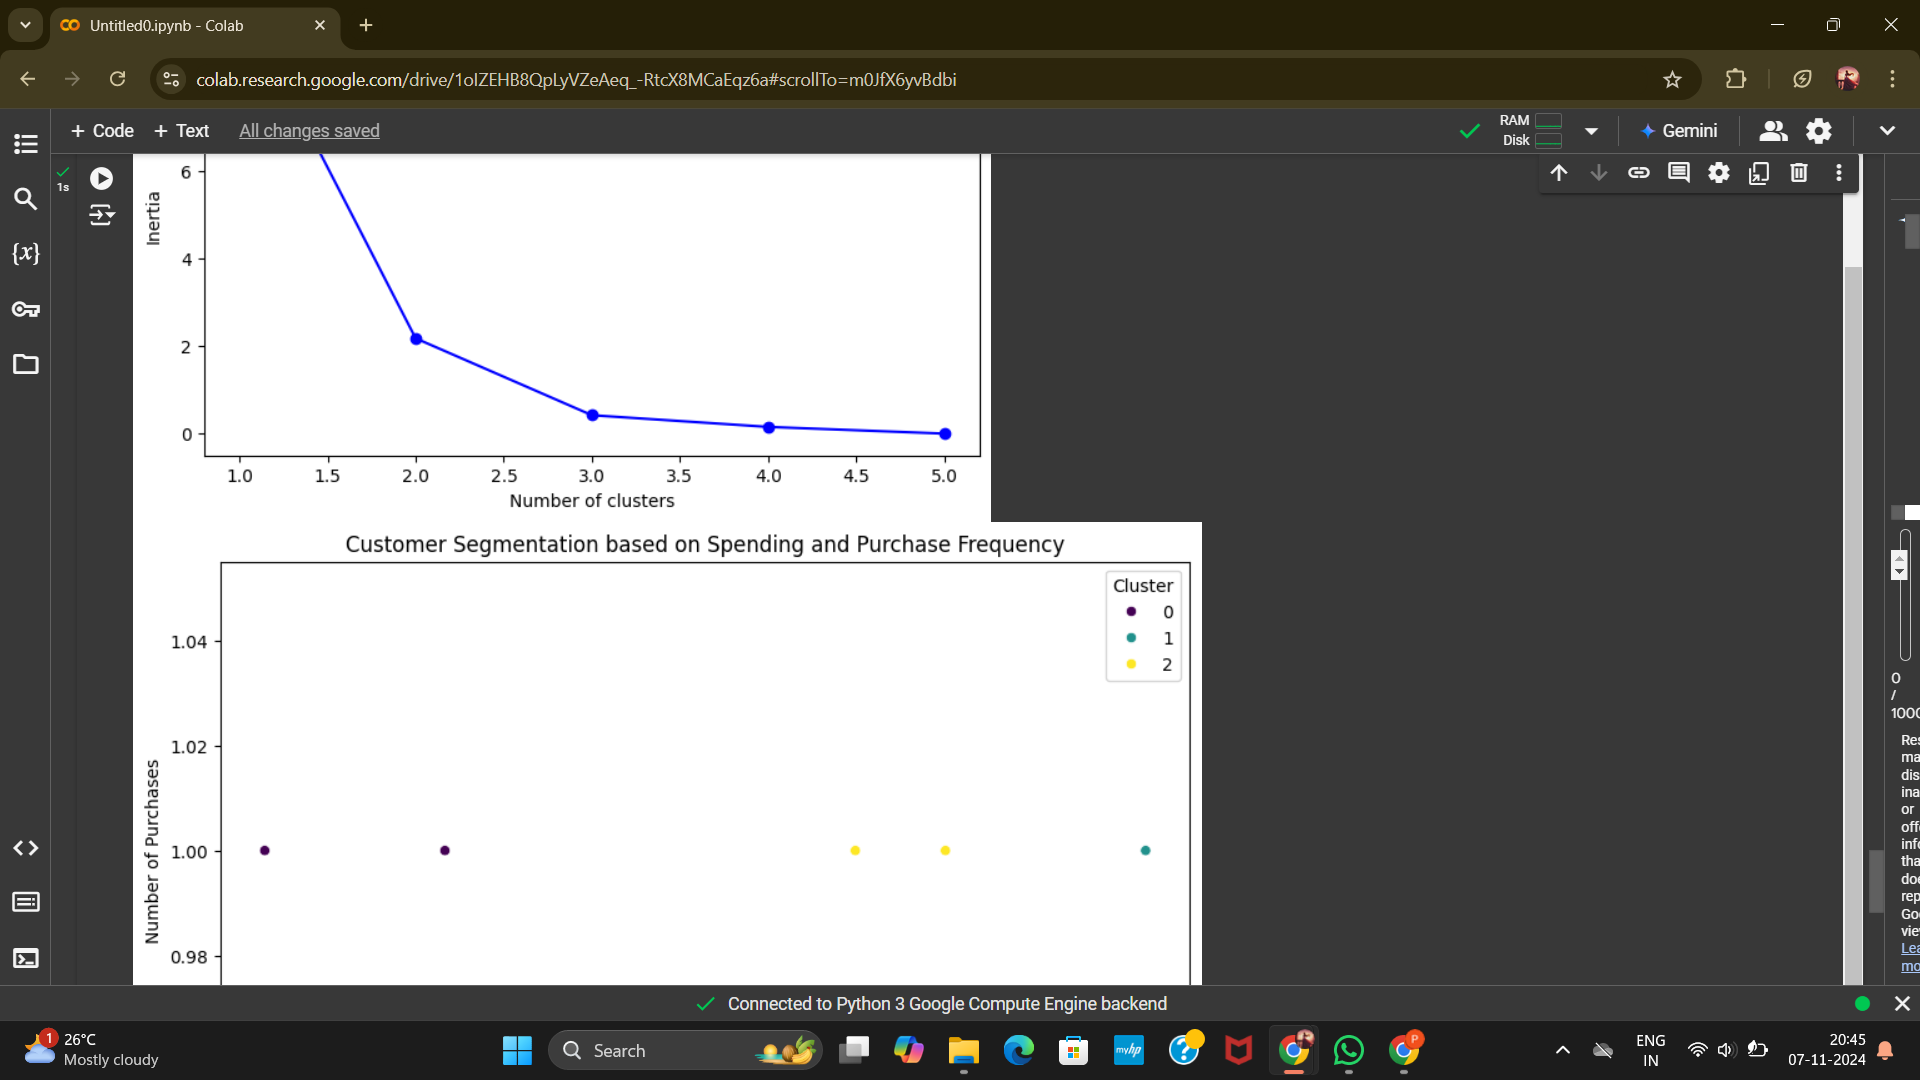 Untitled0.ipynb - Colab
colab.research.google.com/drive/1oIZEHB8QpLyVZeAeq_-RtcX8MCaEqz6a#scrollTo=m0JfX6yvBdbi
+ Code + Text All changes saved
RAM
Disk
Gemini
1s
{x}
6
4
2
0
Inertia
1.0 1.5 2.0 2.5 3.0 3.5 4.0 4.5 5.0
Number of clusters
Customer Segmentation based on Spending and Purchase Frequency
Cluster
0
1
2
1.04
1.02
1.00
0.98
Number of Purchases
0
/
1000
Res
ma
dis
ina
or
offe
info
tha
doe
rep
Goo
vie
Lea
mo
Connected to Python 3 Google Compute Engine backend
1
26°C
Mostly cloudy
Search
myhp
P
ENG
IN
20:45
07-11-2024